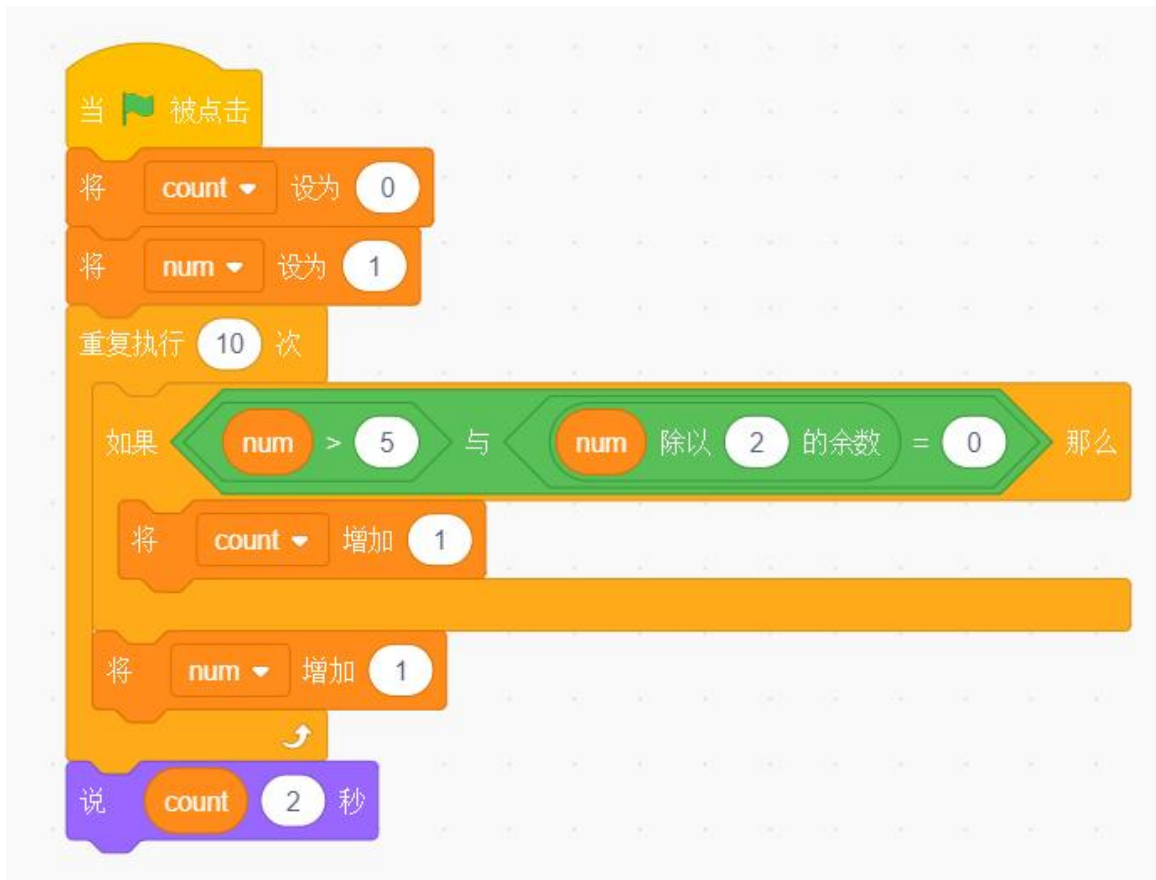 当 被点击
将 count 设为 0
将 num 设为 1
重复执行 10 次
如果 num > 5 与 num 除以 2 的余数 = 0 那么
将 count 增加 1
将 num 增加 1
说 count 2 秒